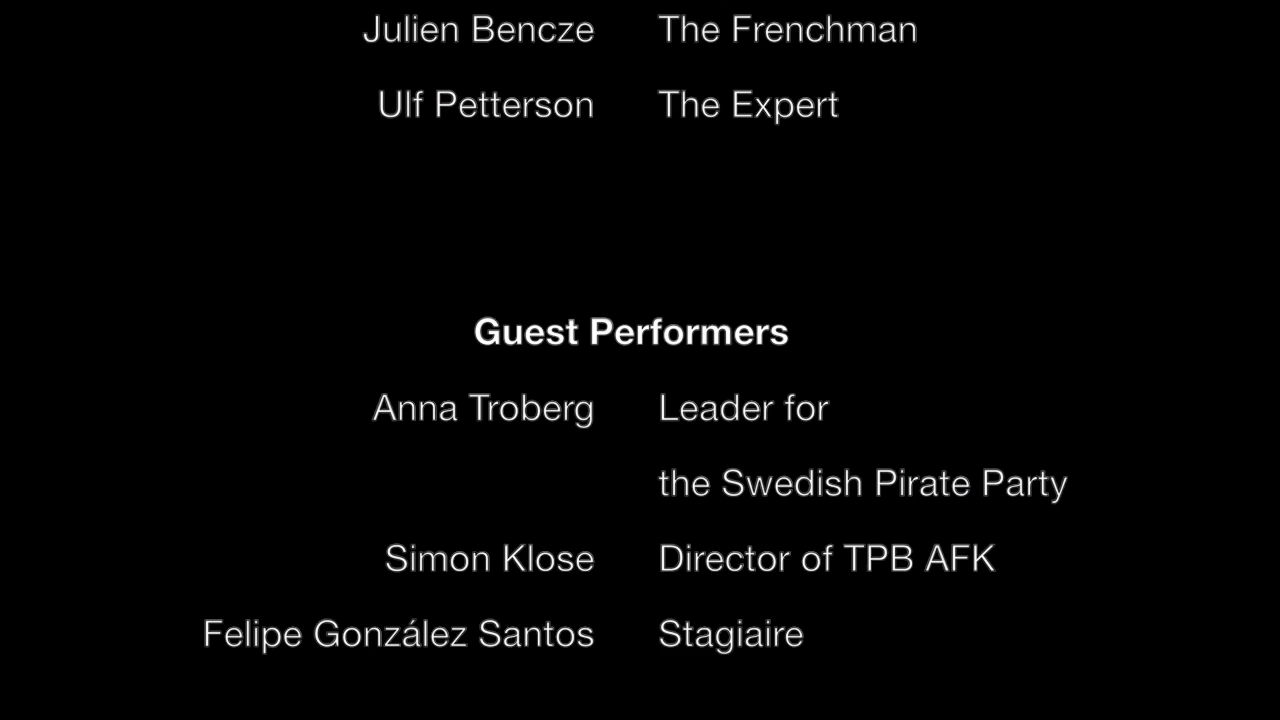 Julien Bencze The Frenchman
Ulf Petterson The Expert
Guest Performers
Anna Troberg Leader for
the Swedish Pirate Party
Simon Klose Director of TPB AFK
Felipe González Santos Stagiaire